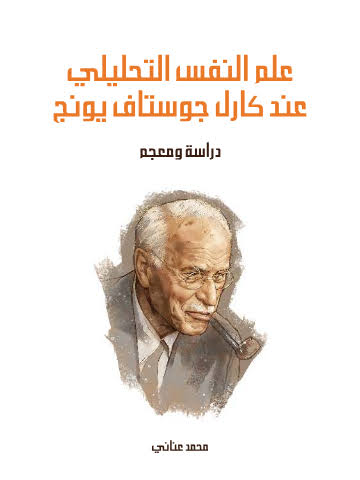 علم النفس التحليلي
عند كارل جوستاف يونج
دراسة ومعجم
محمد عناني